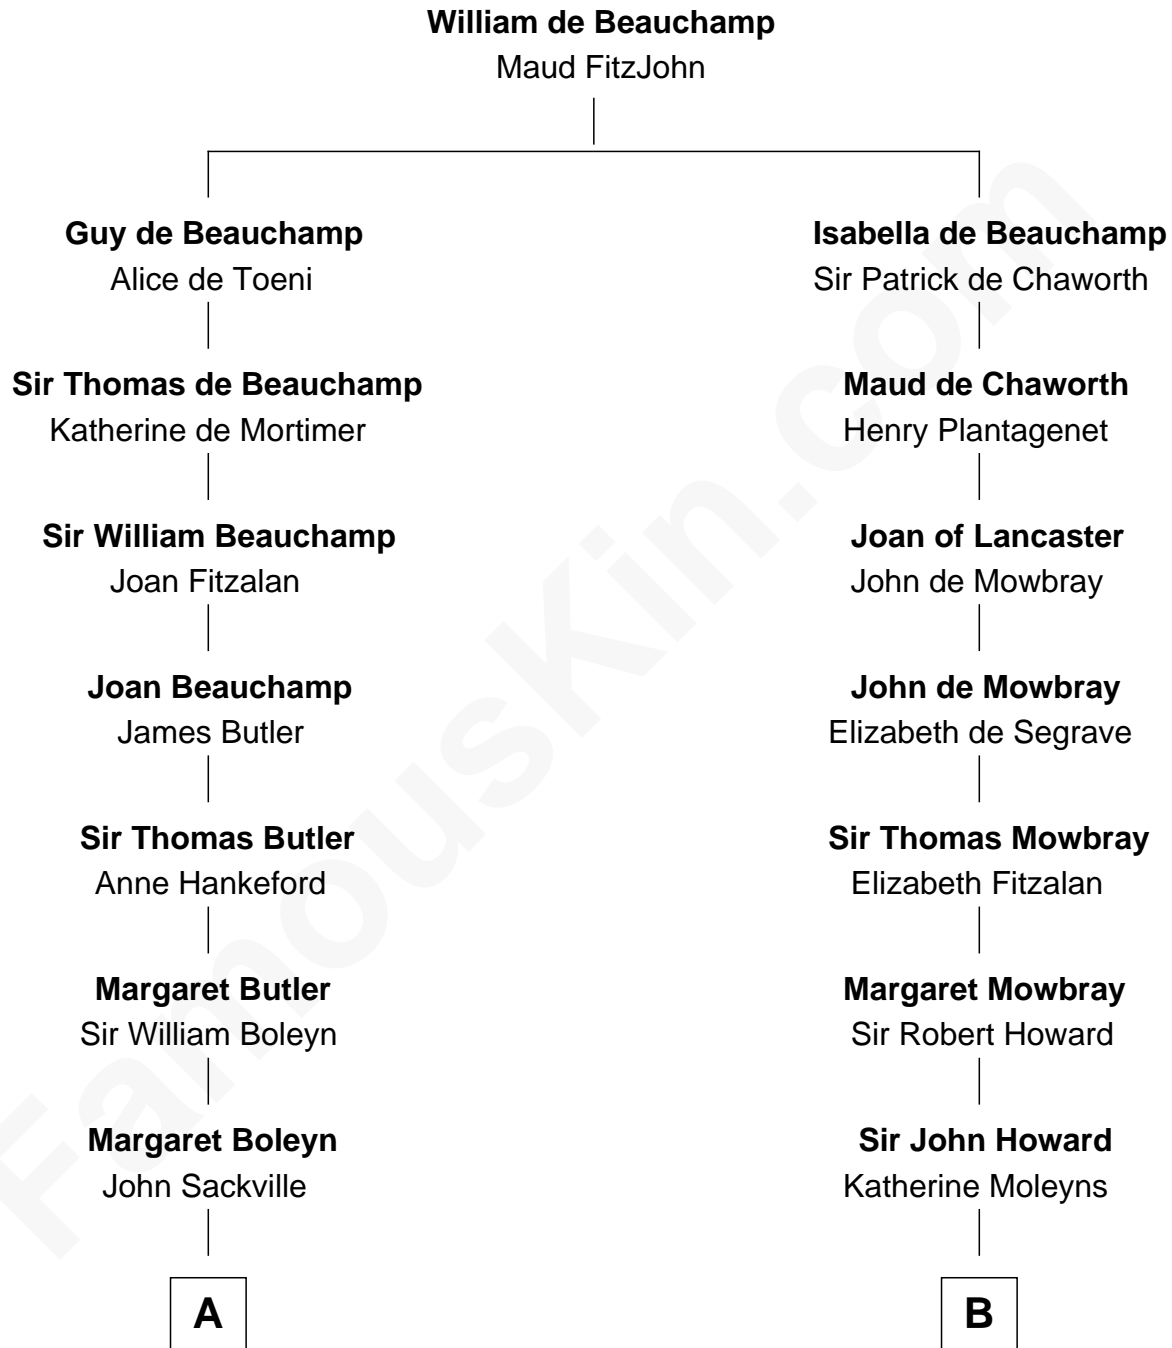 William de Beauchamp
Maud FitzJohn
Guy de Beauchamp
Alice de Toeni
Isabella de Beauchamp
Sir Patrick de Chaworth
Sir Thomas de Beauchamp
Katherine de Mortimer
Maud de Chaworth
Henry Plantagenet
Sir William Beauchamp
Joan Fitzalan
Joan of Lancaster
John de Mowbray
Joan Beauchamp
James Butler
John de Mowbray
Elizabeth de Segrave
Sir Thomas Butler
Anne Hankeford
Sir Thomas Mowbray
Elizabeth Fitzalan
Margaret Butler
Sir William Boleyn
Margaret Mowbray
Sir Robert Howard
Margaret Boleyn
John Sackville
Sir John Howard
Katherine Moleyns
A
B
FamousKin.com